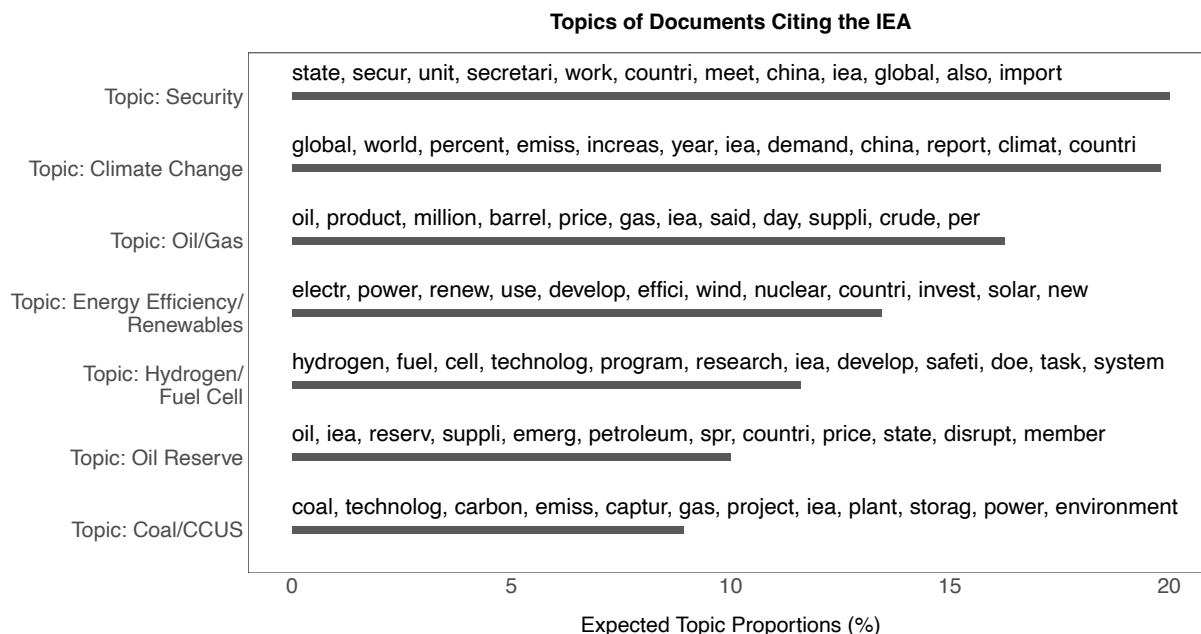 Topics of Documents Citing the IEA
state, secur, unit, secretari, work, countri, meet, china, iea, global, also, import
Topic: Security
global, world, percent, emiss, increas, year, iea, demand, china, report, climat, countri
Topic: Climate Change
oil, product, million, barrel, price, gas, iea, said, day, suppli, crude, per
Topic: Oil/Gas
electr, power, renew, use, develop, effici, wind, nuclear, countri, invest, solar, new
Topic: Energy Efficiency/
Renewables
hydrogen, fuel, cell, technolog, program, research, iea, develop, safeti, doe, task, system
Topic: Hydrogen/
Fuel Cell
oil, iea, reserv, suppli, emerg, petroleum, spr, countri, price, state, disrupt, member
Topic: Oil Reserve
coal, technolog, carbon, emiss, captur, gas, project, iea, plant, storag, power, environment
Topic: Coal/CCUS
0 5 10 15 20
Expected Topic Proportions (%)